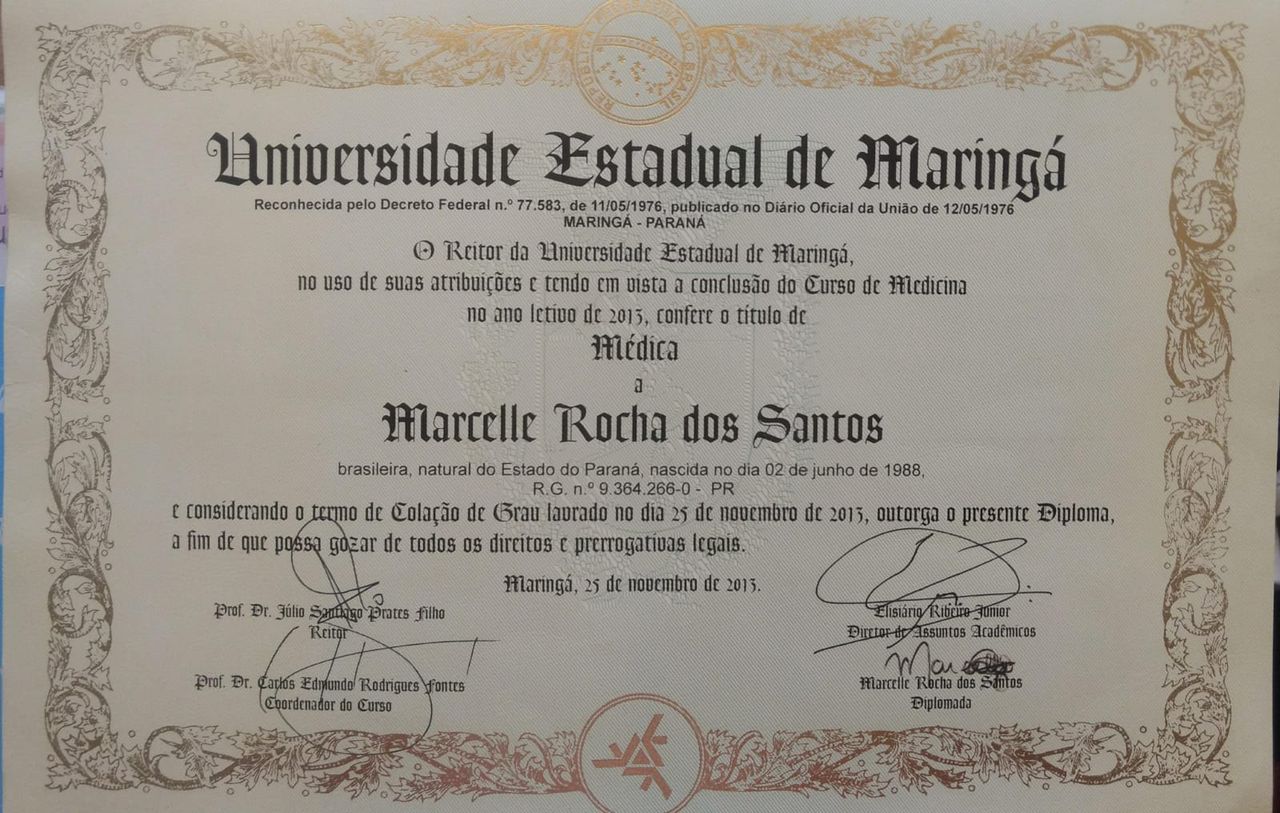 REPÚBLICA FEDERATIVA DO BRASIL
Universidade Estadual de Maringá
Reconhecida pelo Decreto Federal n.º 77.583, de 11/05/1976, publicado no Diário Oficial da União de 12/05/1976
MARINGÁ - PARANÁ
O Reitor da Universidade Estadual de Maringá,
no uso de suas atribuições e tendo em vista a conclusão do Curso de Medicina
no ano letivo de 2013, confere o título de
Médica
a
Marcelle Rocha dos Santos
brasileira, natural do Estado do Paraná, nascida no dia 02 de junho de 1988,
R.G. n.º 9.364.266-0 - PR
e considerando o termo de Colação de Grau lavrado no dia 25 de novembro de 2013, outorga o presente Diploma,
a fim de que possa gozar de todos os direitos e prerrogativas legais.
Maringá, 25 de novembro de 2013.
Prof. Dr. Júlio Santiago Prates Filho
Reitor
Elisiário Ribeiro Junior
Diretor de Assuntos Acadêmicos
Prof. Dr. Carlos Edmundo Rodrigues Fontes
Coordenador do Curso
Marcelle Rocha dos Santos
Diplomada